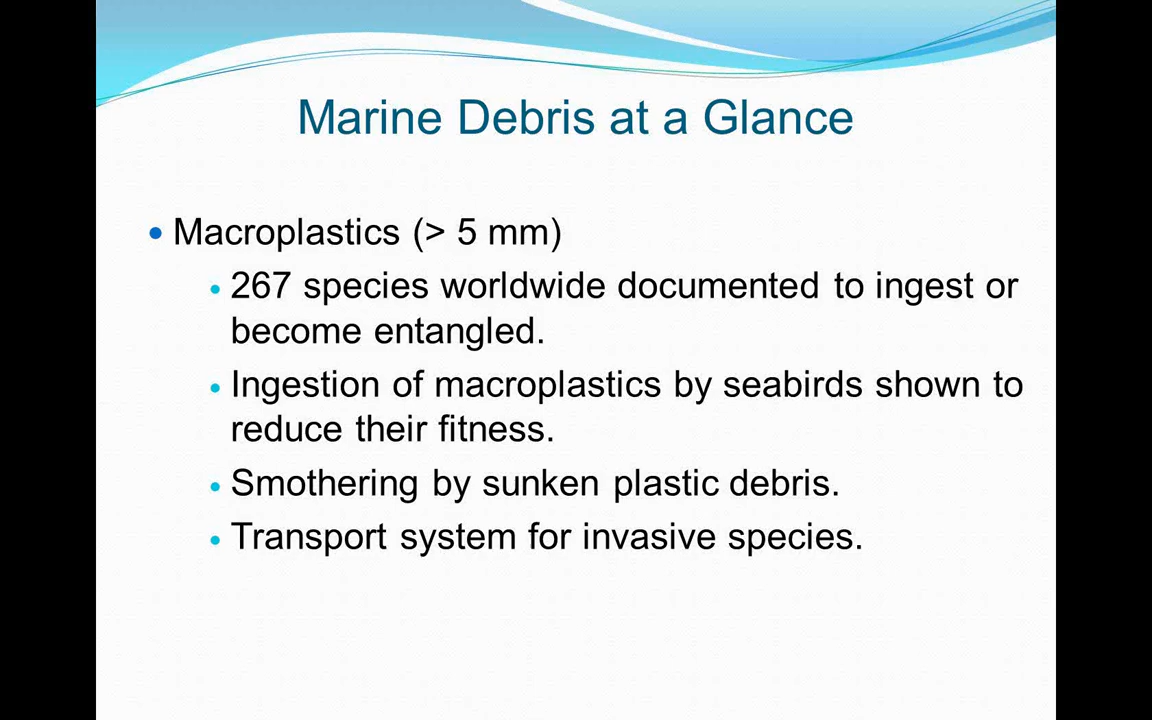 Marine Debris at a Glance
• Macroplastics (> 5 mm)
• 267 species worldwide documented to ingest or
become entangled.
• Ingestion of macroplastics by seabirds shown to
reduce their fitness.
• Smothering by sunken plastic debris.
• Transport system for invasive species.